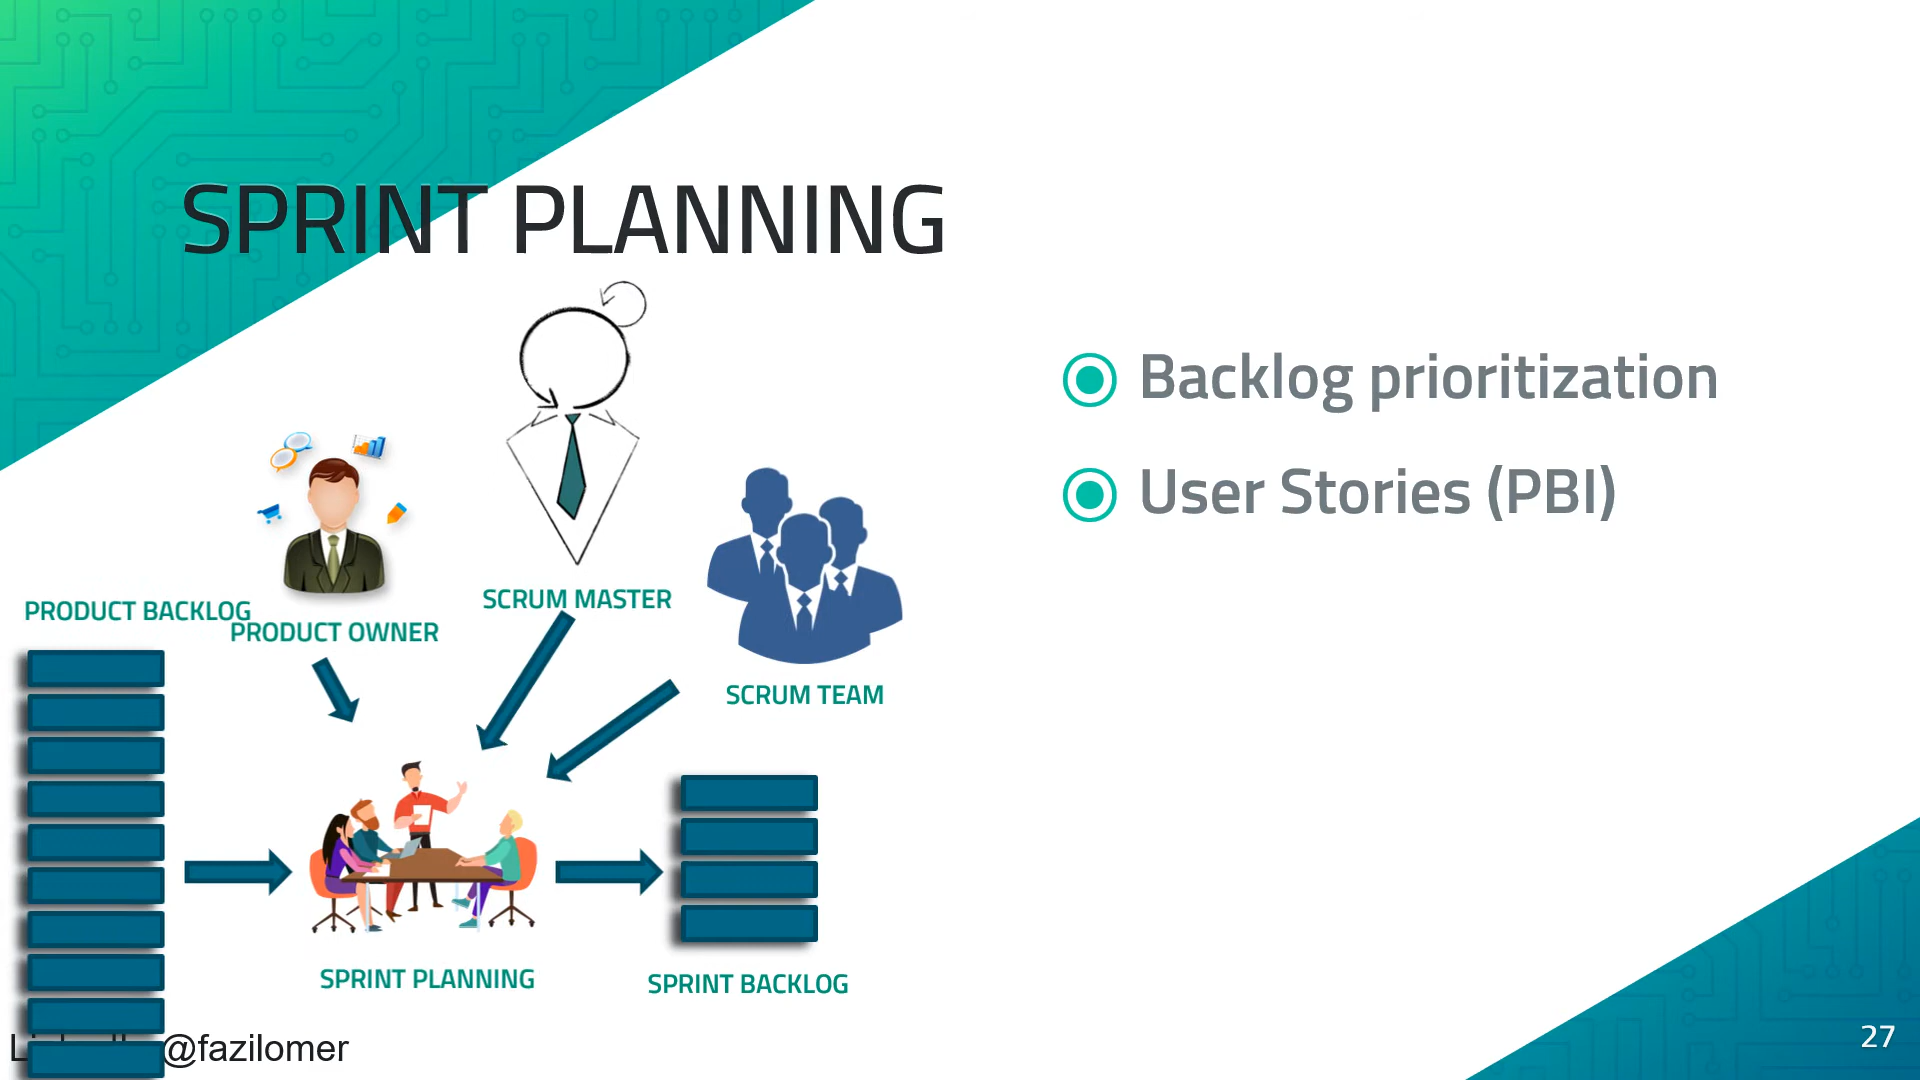 SPRINT PLANNING
Backlog prioritization
User Stories (PBI)
SCRUM MASTER
PRODUCT BACKLOG
PRODUCT OWNER
SCRUM TEAM
SPRINT PLANNING
SPRINT BACKLOG
@fazilomer
27